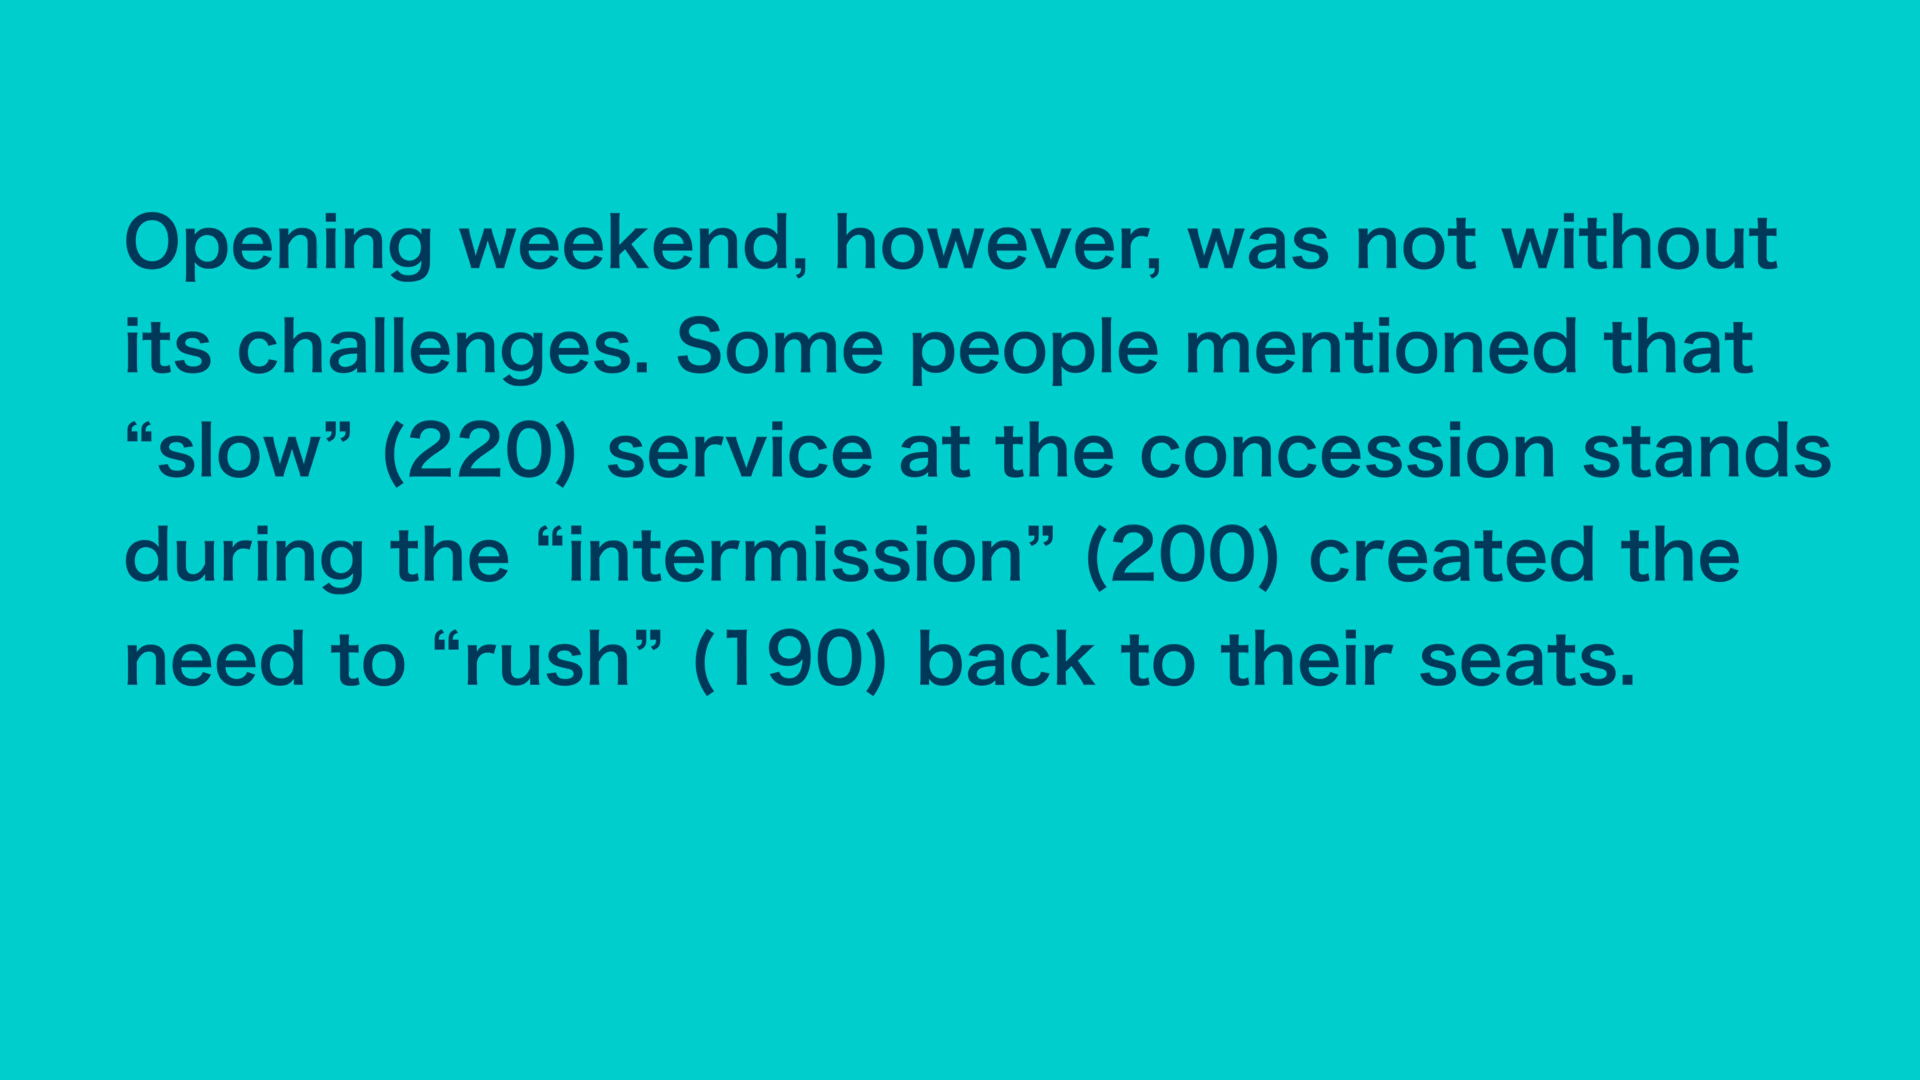 Opening weekend, however, was not without
its challenges. Some people mentioned that
“slow” (220) service at the concession stands
during the “intermission” (200) created the
need to “rush” (190) back to their seats.